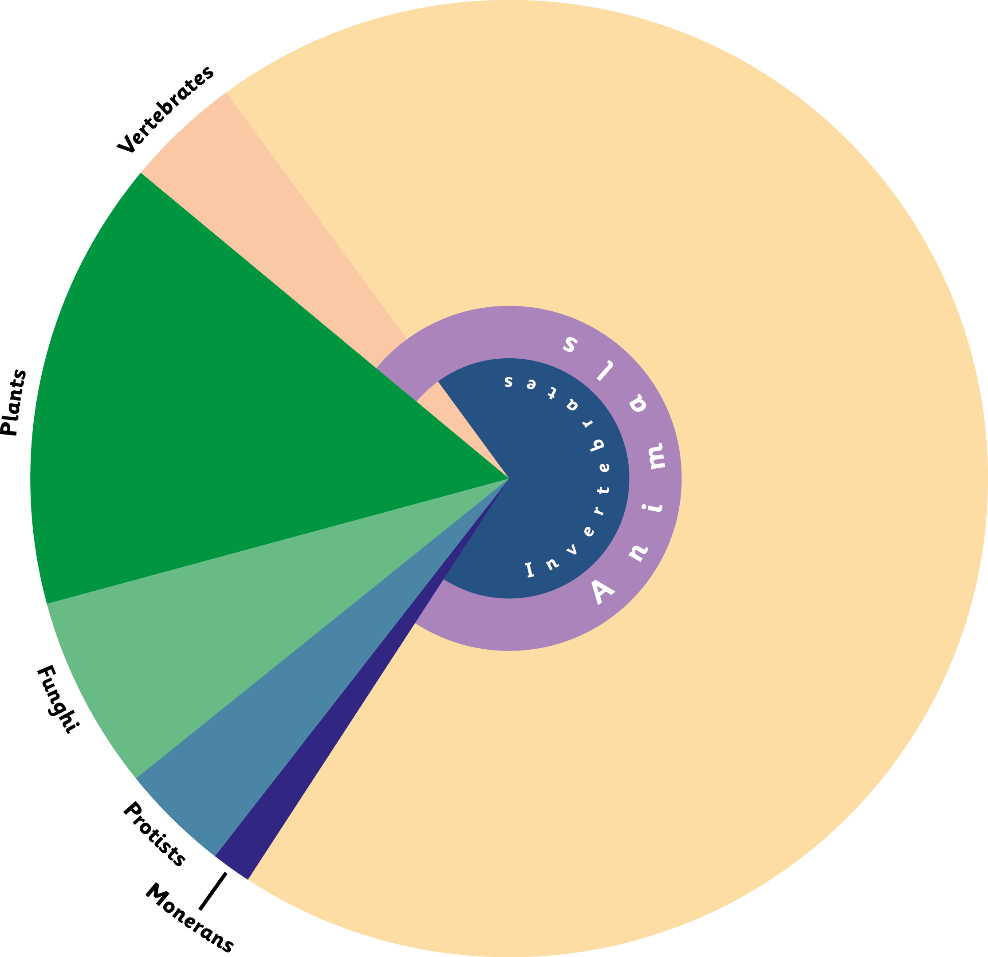 Vertebrates
Plants
Funghi
Protists
Monerans
Animals
Invertebrates